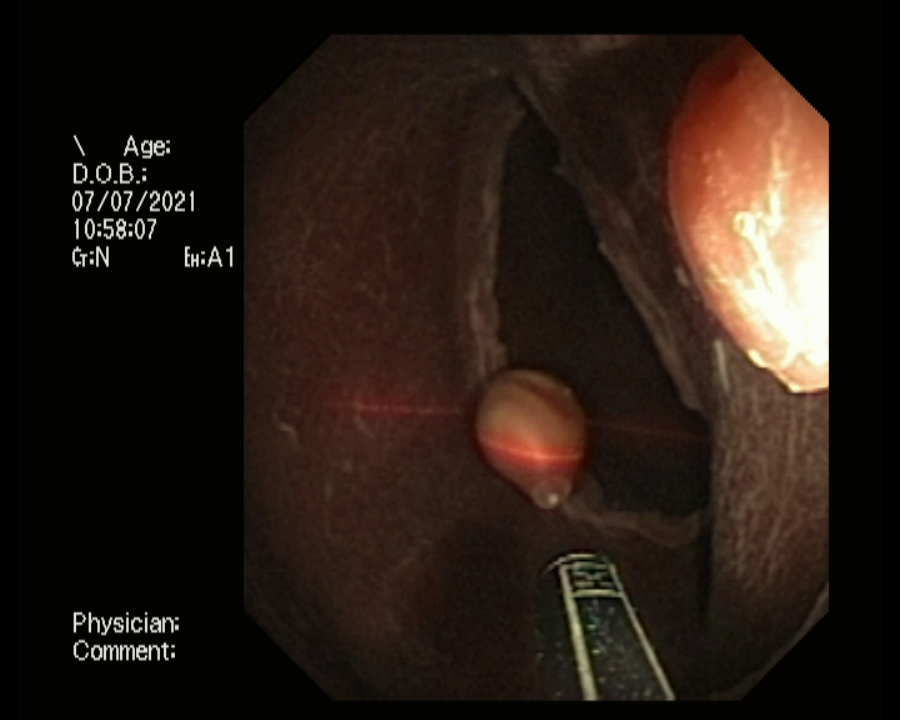 \ Age:
D.O.B.:
07/07/2021
10:58:07
Cr:N EH:A1
Physician:
Comment: